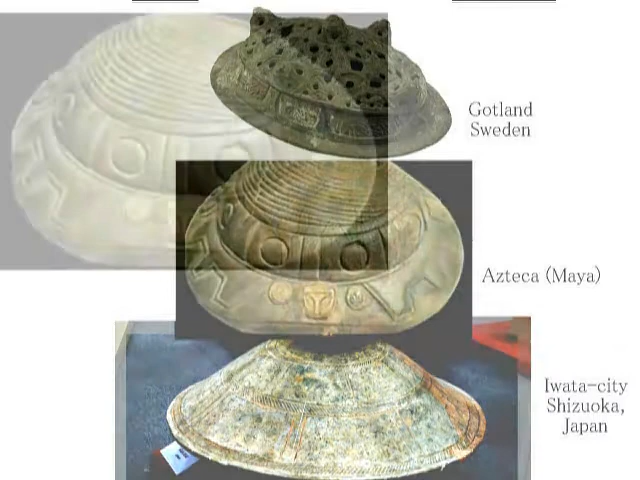 Gotland
Sweden
Azteca (Maya)
Iwata-city
Shizuoka,
Japan